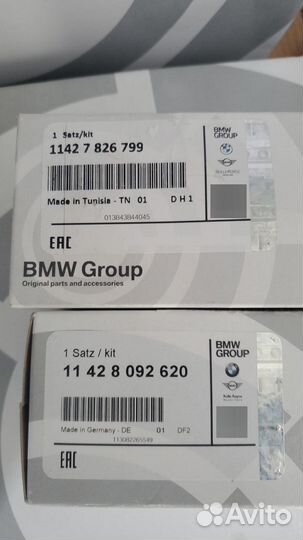 1 Satz/kit
1142 7 826 799
Made in Tunisia - TN 01 DH1
013843844045
BMW
GROUP
EAC
BMW Group
Original parts and accessories
1 Satz / kit
11 42 8 092 620
Made in Germany - DE 01 DF2
113082265549
BMW
GROUP
EAC
Avito